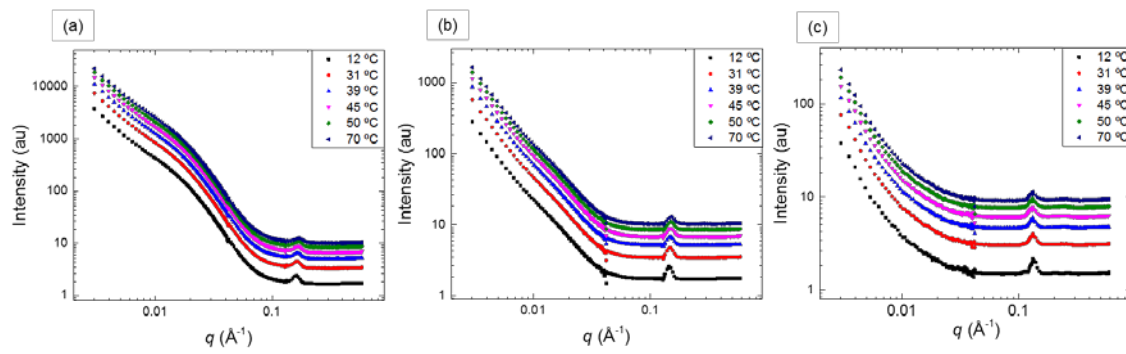 (a)
Intensity (au)
10000
1000
100
10
1
0.01
0.1
q (Å⁻¹)
12 ºC
31 ºC
39 ºC
45 ºC
50 ºC
70 ºC
(b)
Intensity (au)
1000
100
10
1
0.01
0.1
q (Å⁻¹)
12 ºC
31 ºC
39 ºC
45 ºC
50 ºC
70 ºC
(c)
Intensity (au)
100
10
1
0.01
0.1
q (Å⁻¹)
12 ºC
31 ºC
39 ºC
45 ºC
50 ºC
70 ºC